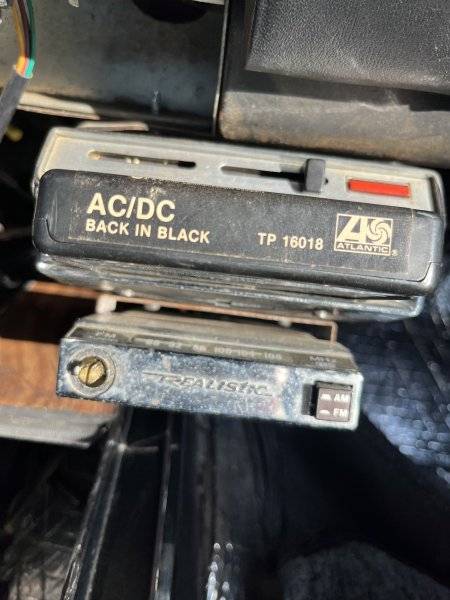 AC/DC
BACK IN BLACK
TP 16018
ATLANTIC
REALISTIC
AM
FM